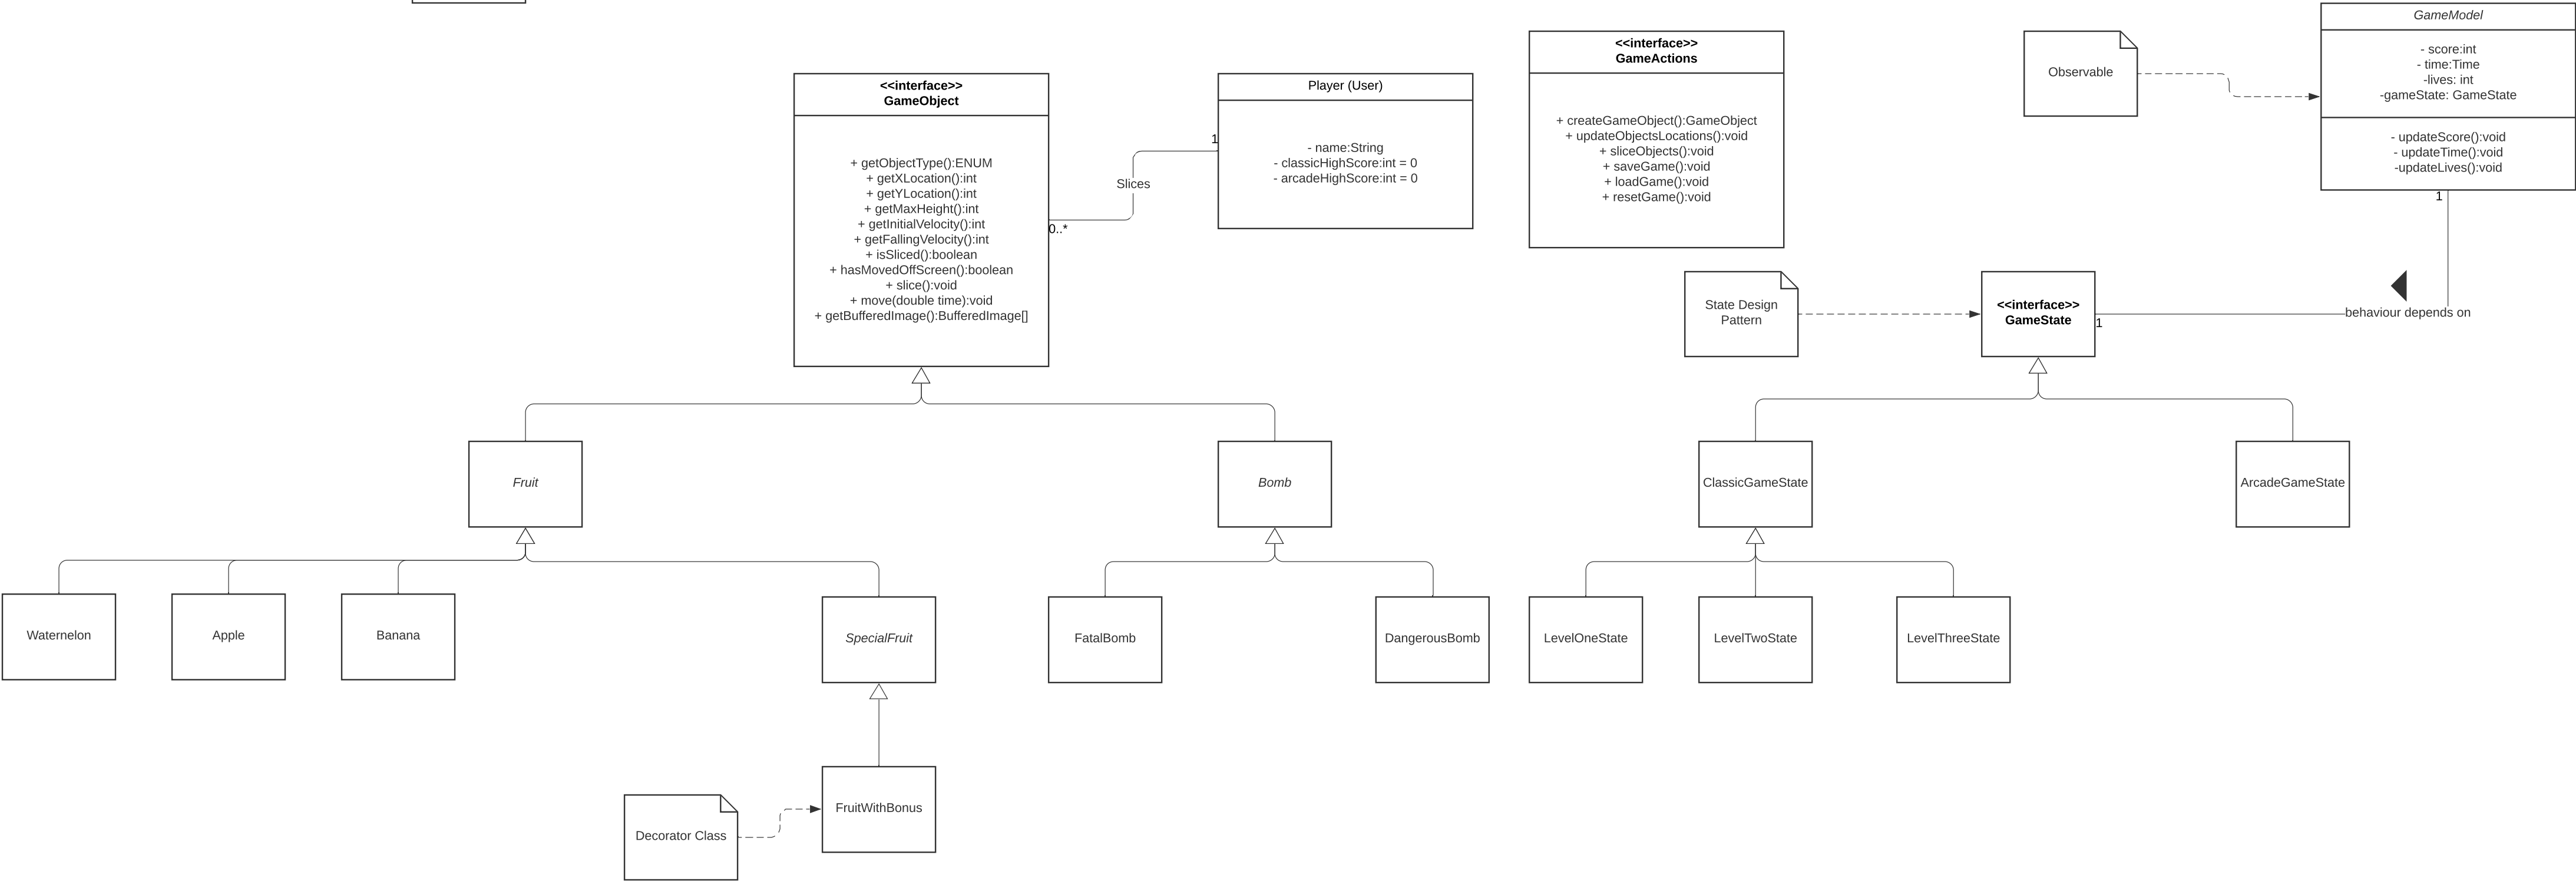 <<interface>>
GameObject
+ getObjectType():ENUM
+ getXLocation():int
+ getYLocation():int
+ getMaxHeight():int
+ getInitialVelocity():int
+ getFallingVelocity():int
+ isSliced():boolean
+ hasMovedOffScreen():boolean
+ slice():void
+ move(double time):void
+ getBufferedImage():BufferedImage[]
0..*
Slices
1
Player (User)
- name:String
- classicHighScore:int = 0
- arcadeHighScore:int = 0
<<interface>>
GameActions
+ createGameObject():GameObject
+ updateObjectsLocations():void
+ sliceObjects():void
+ saveGame():void
+ loadGame():void
+ resetGame():void
Observable
GameModel
- score:int
- time:Time
-lives: int
-gameState: GameState
- updateScore():void
- updateTime():void
-updateLives():void
1
behaviour depends on
1
State Design
Pattern
<<interface>>
GameState
Fruit
Bomb
ClassicGameState
ArcadeGameState
Waternelon
Apple
Banana
SpecialFruit
FatalBomb
DangerousBomb
LevelOneState
LevelTwoState
LevelThreeState
Decorator Class
FruitWithBonus